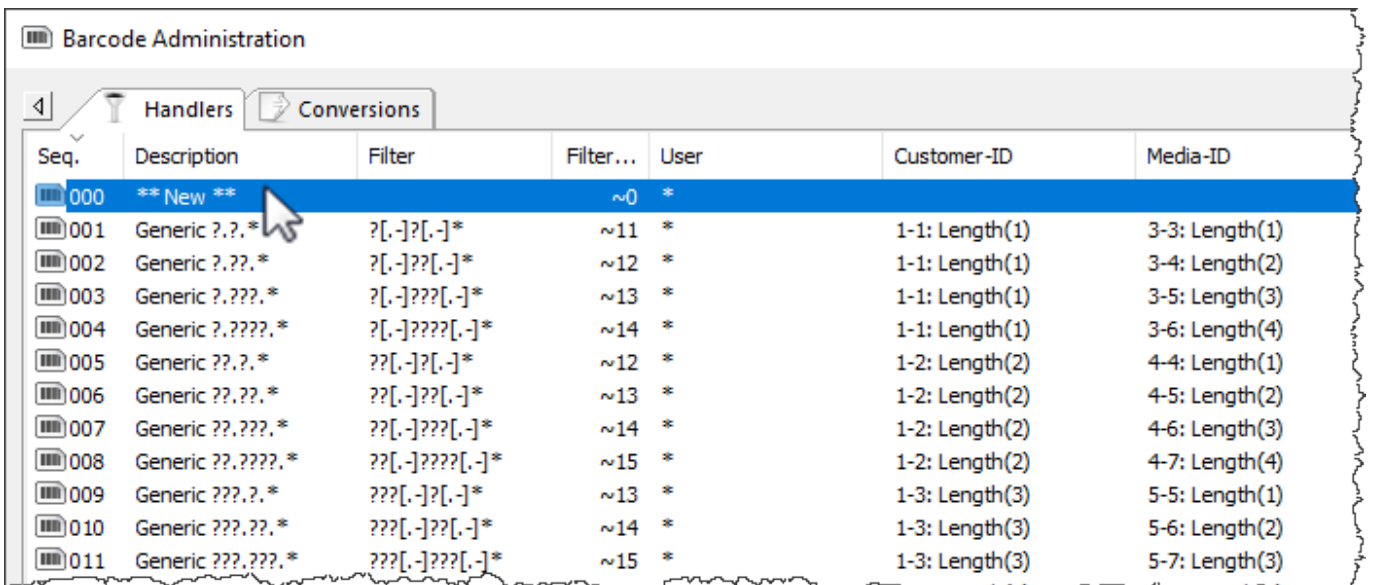 Barcode Administration
Handlers Conversions
Seq. Description Filter Filter... User Customer-ID Media-ID
000 ** New ** ~0 *
001 Generic ?.?.* ?[.-]?[.-]* ~11 * 1-1: Length(1) 3-3: Length(1)
002 Generic ?.??.* ?[.-]??[.-]* ~12 * 1-1: Length(1) 3-4: Length(2)
003 Generic ?.???.* ?[.-]???[.-]* ~13 * 1-1: Length(1) 3-5: Length(3)
004 Generic ?.????.* ?[.-]????[.-]* ~14 * 1-1: Length(1) 3-6: Length(4)
005 Generic ??.?.* ??[.-]?[.-]* ~12 * 1-2: Length(2) 4-4: Length(1)
006 Generic ??.??.* ??[.-]??[.-]* ~13 * 1-2: Length(2) 4-5: Length(2)
007 Generic ??.???.* ??[.-]???[.-]* ~14 * 1-2: Length(2) 4-6: Length(3)
008 Generic ??.????.* ??[.-]????[.-]* ~15 * 1-2: Length(2) 4-7: Length(4)
009 Generic ???.?.* ???[.-]?[.-]* ~13 * 1-3: Length(3) 5-5: Length(1)
010 Generic ???.??.* ???[.-]??[.-]* ~14 * 1-3: Length(3) 5-6: Length(2)
011 Generic ???.???.* ???[.-]???[.-]* ~15 * 1-3: Length(3) 5-7: Length(3)